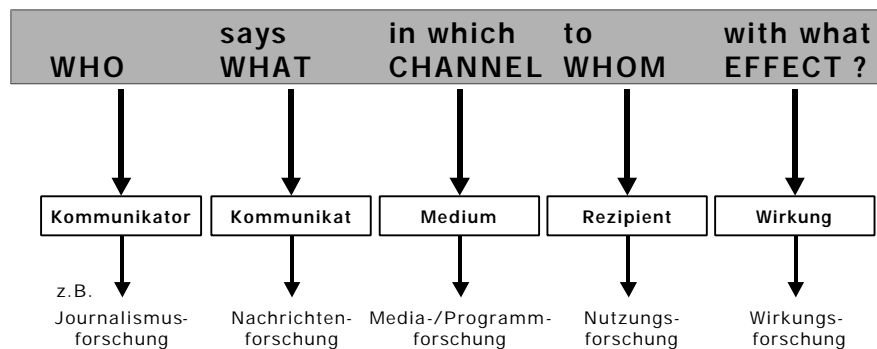 says in which to with what
WHO WHAT CHANNEL WHOM EFFECT ?
Kommunikator Kommunikat Medium Rezipient Wirkung
z.B.
Journalismus- Nachrichten- Media-/Programm- Nutzungs- Wirkungs-
forschung forschung forschung forschung forschung